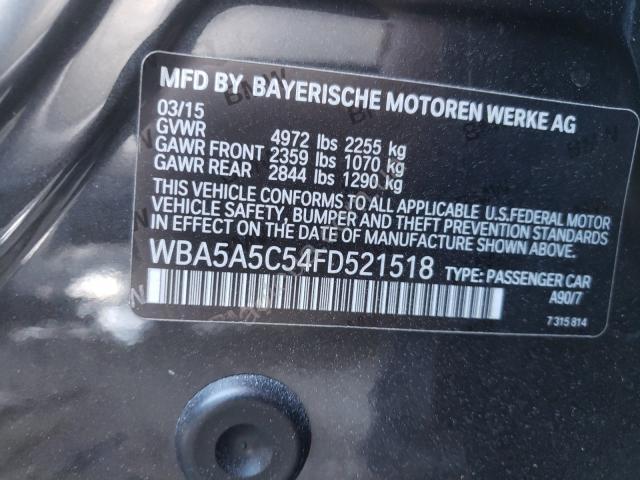 MFD BY BAYERISCHE MOTOREN WERKE AG
03/15
GVWR 4972 lbs 2255 kg
GAWR FRONT 2359 lbs 1070 kg
GAWR REAR 2844 lbs 1290 kg
THIS VEHICLE CONFORMS TO ALL APPLICABLE U.S.FEDERAL MOTOR
VEHICLE SAFETY, BUMPER AND THEFT PREVENTION STANDARDS
IN EFFECT ON THE DATE OF MANUFACTURE SHOWN ABOVE.
WBA5A5C54FD521518 TYPE: PASSENGER CAR
A90/7
7 315 814